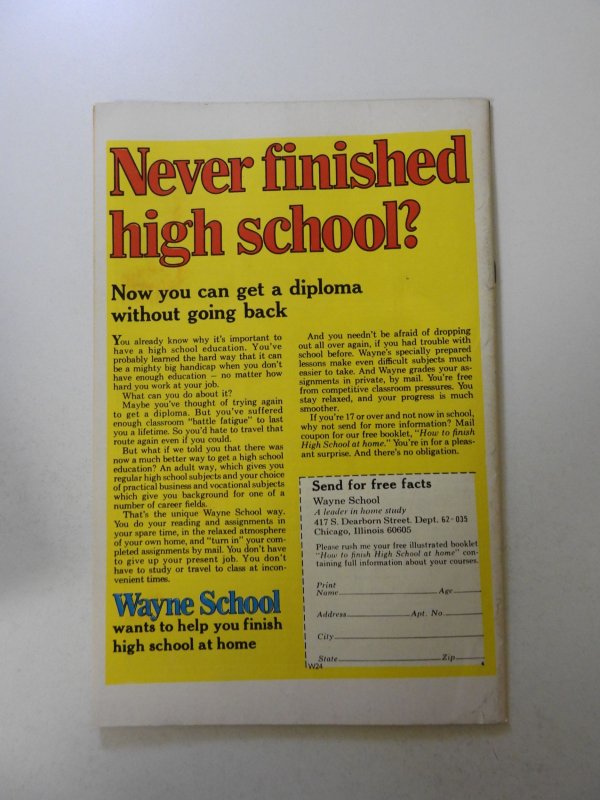 Never finished
high school?
Now you can get a diploma
without going back
You already know why it's important to
have a high school education. You've
probably learned the hard way that it can
be a mighty big handicap when you don't
have enough education — no matter how
hard you work at your job.
What can you do about it?
Maybe you've thought of trying again
to get a diploma. But you've suffered
enough classroom "battle fatigue" to last
you a lifetime. So you'd hate to travel that
route again even if you could.
But what if we told you that there was
now a much better way to get a high school
education? An adult way, which gives you
regular high school subjects and your choice
of practical business and vocational subjects
which give you background for one of a
number of career fields.
That's the unique Wayne School way.
You do your reading and assignments in
your spare time, in the relaxed atmosphere
of your own home, and "turn in" your com-
pleted assignments by mail. You don't have
to give up your present job. You don't
have to study or travel to class at incon-
venient times.
Wayne School
wants to help you finish
high school at home
And you needn't be afraid of dropping
out all over again, if you had trouble with
school before. Wayne's specially prepared
lessons make even difficult subjects much
easier to take. And Wayne grades your as-
signments in private, by mail. You're free
from competitive classroom pressures. You
stay relaxed, and your progress is much
smoother.
If you're 17 or over and not now in school,
why not send for more information? Mail
coupon for our free booklet, "How to finish
High School at home." You're in for a pleas-
ant surprise. And there's no obligation.
Send for free facts
Wayne School
A leader in home study
417 S. Dearborn Street. Dept. 62-035
Chicago, Illinois 60605
Please rush me your free illustrated booklet
"How to finish High School at home" con-
taining full information about your courses.
Print
Name Age
Address Apt. No.
City
State Zip
W24 4